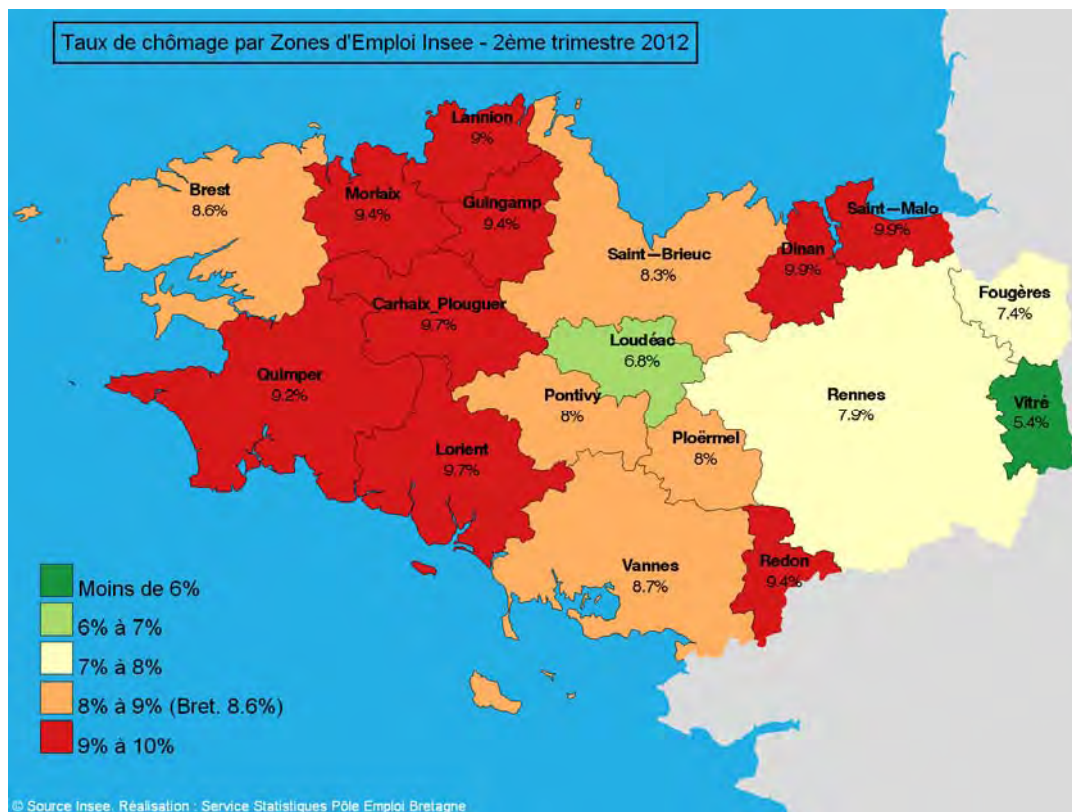 Taux de chômage par Zones d'Emploi Insee - 2ème trimestre 2012
Lannion
9%
Brest
8.6%
Morlaix
9.4%
Guingamp
9.4%
Saint-Malo
9.9%
Dinan
9.9%
Saint-Brieuc
8.3%
Fougères
7.4%
Carhaix_Plouguer
9.7%
Loudéac
6.8%
Quimper
9.2%
Pontivy
8%
Rennes
7.9%
Vitré
5.4%
Ploërmel
8%
Lorient
9.7%
Vannes
8.7%
Redon
9.4%
Moins de 6%
6% à 7%
7% à 8%
8% à 9% (Bret. 8.6%)
9% à 10%
© Source Insee. Réalisation : Service Statistiques Pôle Emploi Bretagne